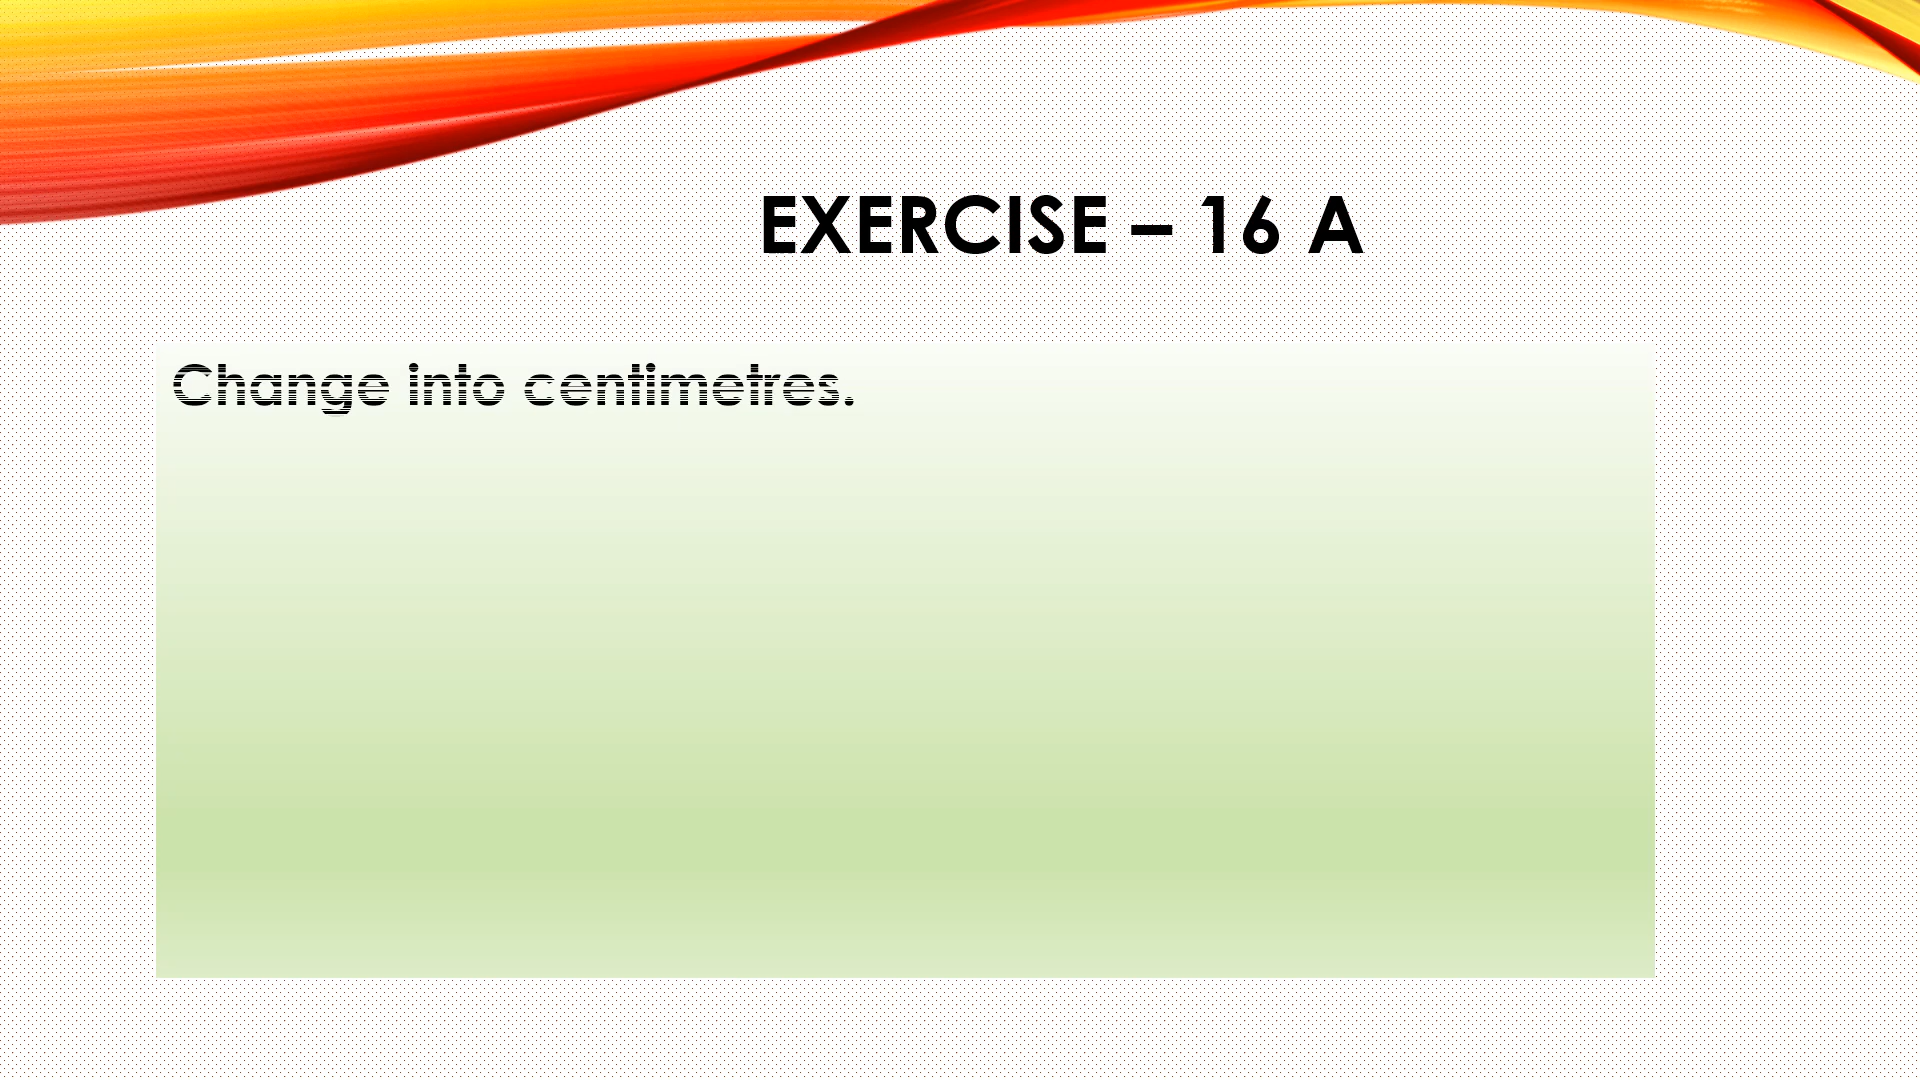 EXERCISE – 16 A
Change into centimetres.